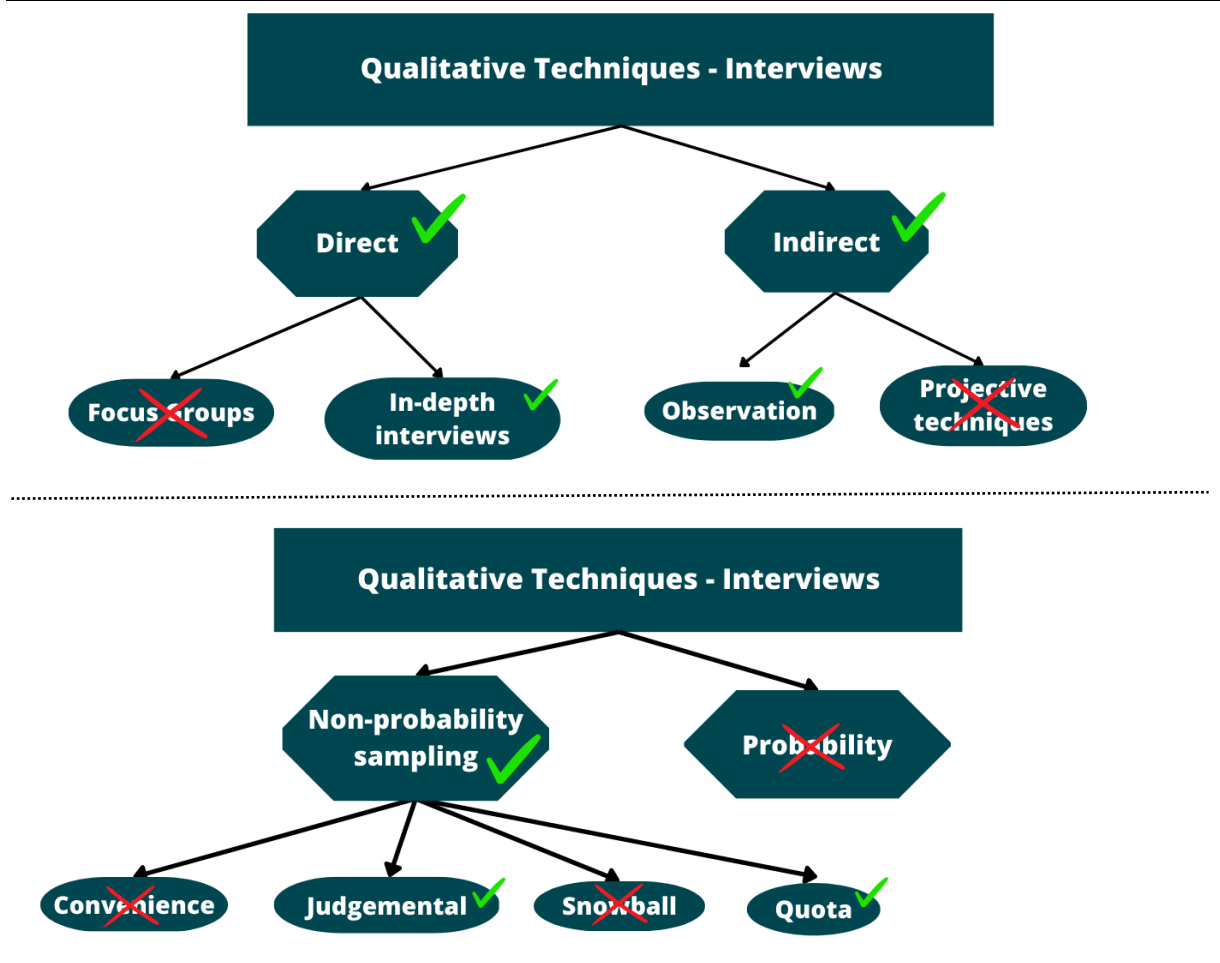 Qualitative Techniques - Interviews
Direct
Indirect
Focus Groups
In-depth
interviews
Observation
Projective
techniques
Qualitative Techniques - Interviews
Non-probability
sampling
Probability
Convenience
Judgemental
Snowball
Quota